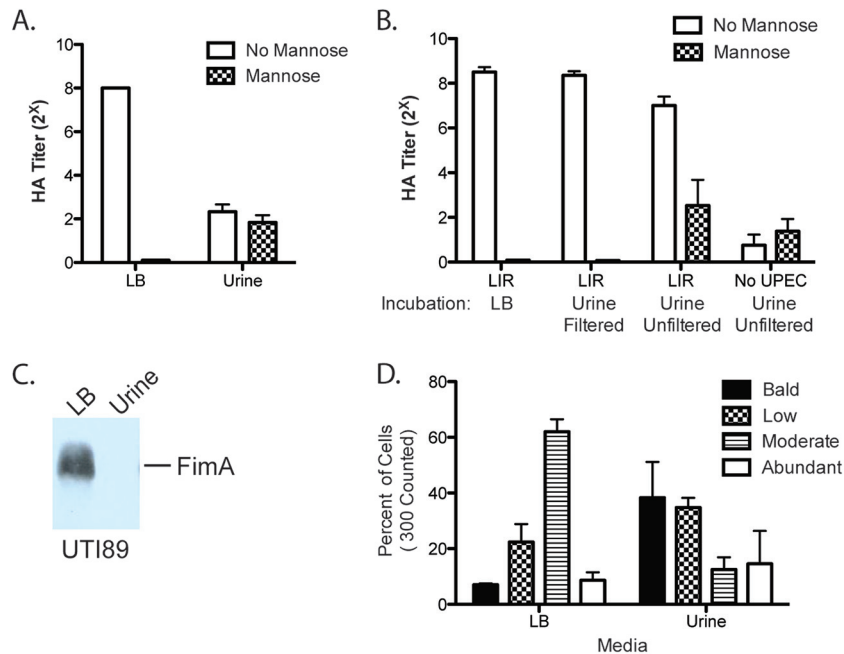 A.
HA Titer (2X)
10
8
6
4
2
0
No Mannose
Mannose
LB
Urine
B.
HA Titer (2X)
10
8
6
4
2
0
No Mannose
Mannose
LIR
LIR
LIR
No UPEC
Incubation:
LB
Urine
Filtered
Urine
Unfiltered
Urine
Unfiltered
C.
LB
Urine
FimA
UTI89
D.
Percent of Cells
( 300 Counted)
80
60
40
20
0
Bald
Low
Moderate
Abundant
LB
Urine
Media